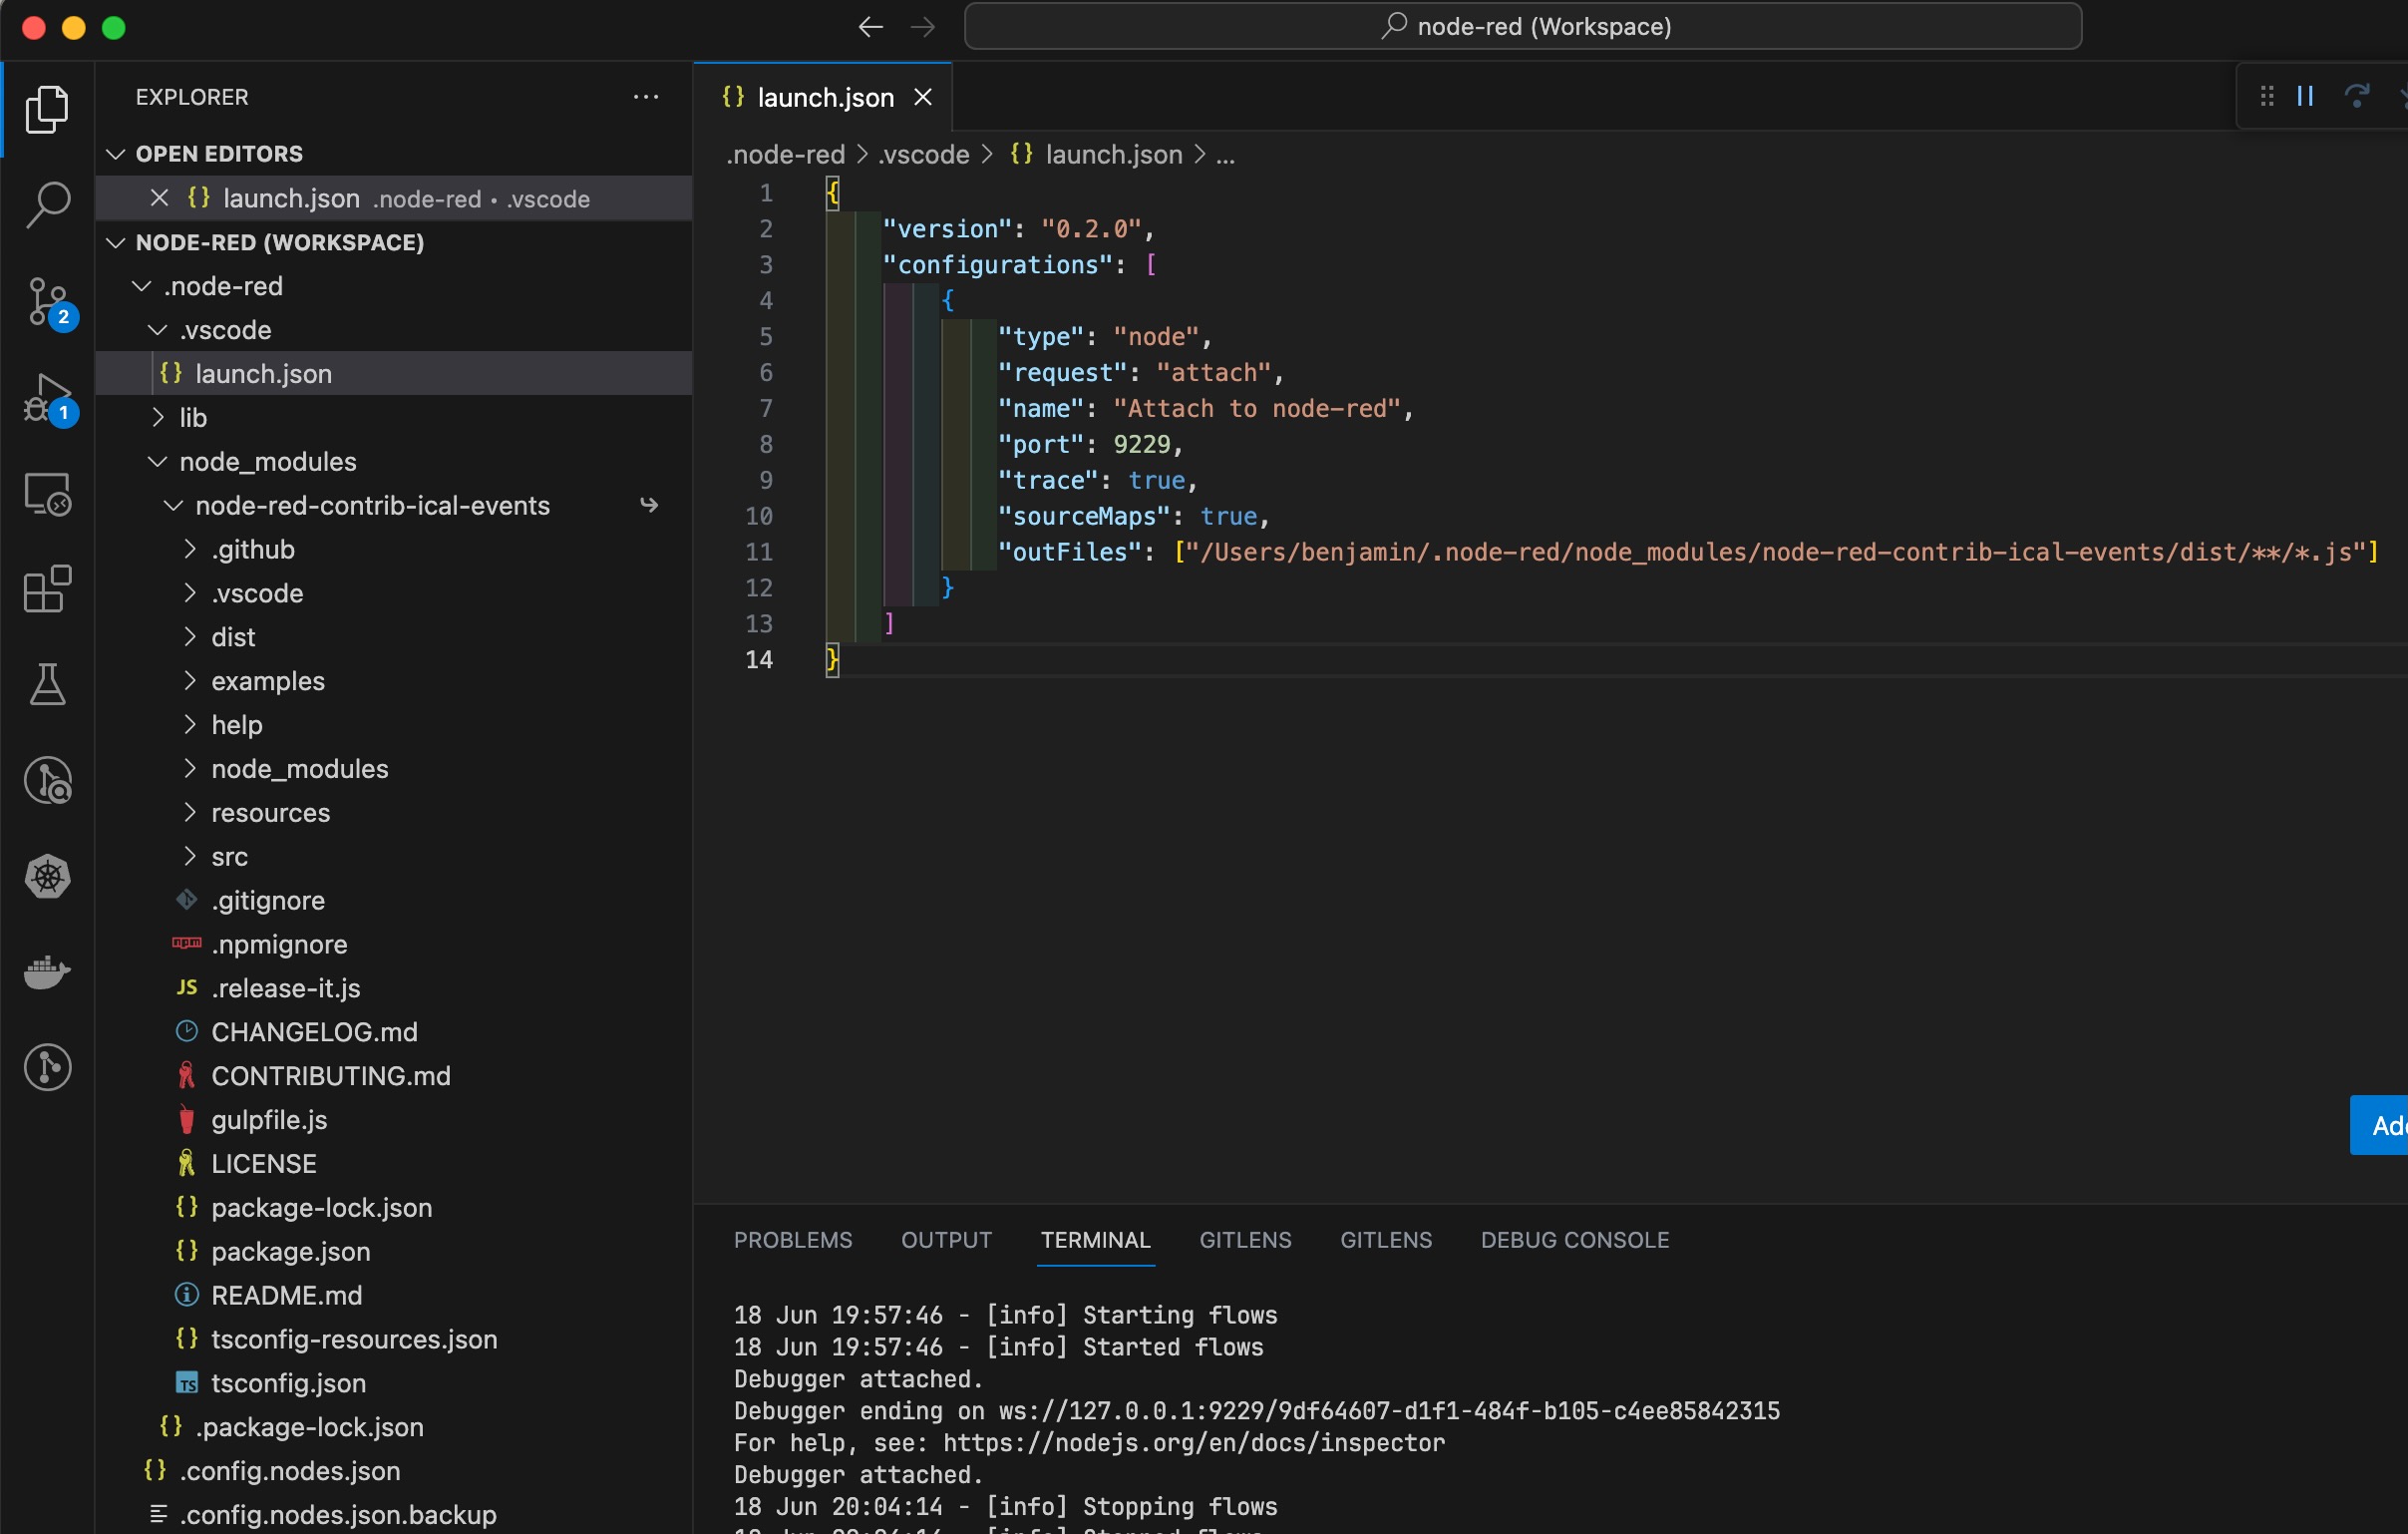 node-red (Workspace)
EXPLORER
OPEN EDITORS
launch.json .node-red • .vscode
NODE-RED (WORKSPACE)
.node-red
.vscode
launch.json
lib
node_modules
node-red-contrib-ical-events
.github
.vscode
dist
examples
help
node_modules
resources
src
.gitignore
.npmignore
JS .release-it.js
CHANGELOG.md
CONTRIBUTING.md
gulpfile.js
LICENSE
package-lock.json
package.json
README.md
tsconfig-resources.json
TS tsconfig.json
.package-lock.json
.config.nodes.json
.config.nodes.json.backup
2
1
launch.json
.node-red > .vscode > {} launch.json > ...
1 {
2 "version": "0.2.0",
3 "configurations": [
4 {
5 "type": "node",
6 "request": "attach",
7 "name": "Attach to node-red",
8 "port": 9229,
9 "trace": true,
10 "sourceMaps": true,
11 "outFiles": ["/Users/benjamin/.node-red/node_modules/node-red-contrib-ical-events/dist/**/*.js"]
12 }
13 ]
14 }
PROBLEMS OUTPUT TERMINAL GITLENS GITLENS DEBUG CONSOLE
18 Jun 19:57:46 - [info] Starting flows
18 Jun 19:57:46 - [info] Started flows
Debugger attached.
Debugger ending on ws://127.0.0.1:9229/9df64607-d1f1-484f-b105-c4ee85842315
For help, see: https://nodejs.org/en/docs/inspector
Debugger attached.
18 Jun 20:04:14 - [info] Stopping flows